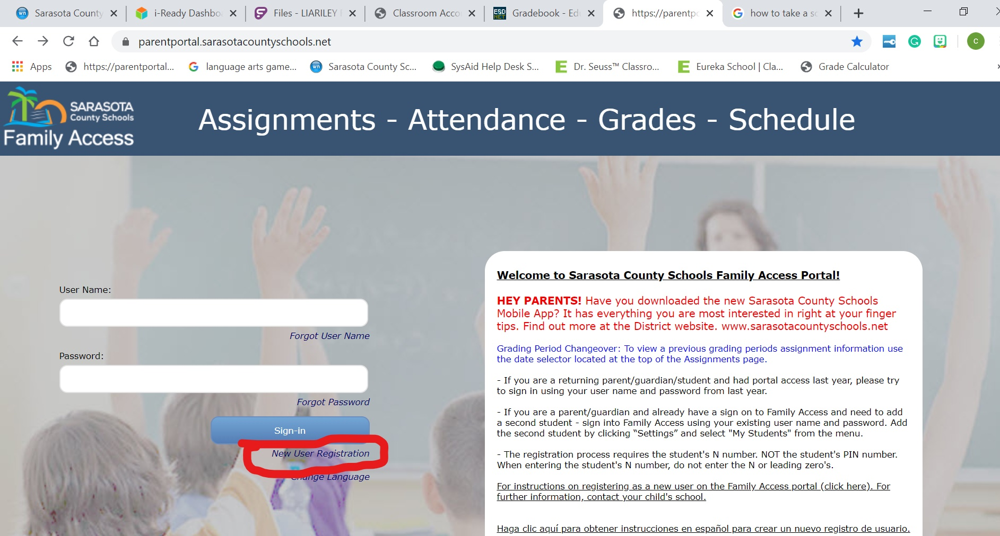 Sarasota County
i-Ready Dashbo
Files - LIARILEY
Classroom Acco
ESD
NET
Gradebook - Ed
https://parentp
how to take a sc
parentportal.sarasotacountyschools.net
C
Apps
https://parentportal...
language arts game...
wn
Sarasota County Sc...
SysAid Help Desk S...
Dr. Seuss™ Classro...
Eureka School | Cla...
Grade Calculator
SARASOTA
County Schools
Family Access
Assignments - Attendance - Grades - Schedule
User Name:
Forgot User Name
Password:
Forgot Password
Sign-in
New User Registration
Change Language
Welcome to Sarasota County Schools Family Access Portal!
HEY PARENTS! Have you downloaded the new Sarasota County Schools
Mobile App? It has everything you are most interested in right at your finger
tips. Find out more at the District website. www.sarasotacountyschools.net
Grading Period Changeover: To view a previous grading periods assignment information use
the date selector located at the top of the Assignments page.
- If you are a returning parent/guardian/student and had portal access last year, please try
to sign in using your user name and password from last year.
- If you are a parent/guardian and already have a sign on to Family Access and need to add
a second student - sign into Family Access using your existing user name and password. Add
the second student by clicking “Settings” and select "My Students" from the menu.
- The registration process requires the student's N number. NOT the student's PIN number.
When entering the student's N number, do not enter the N or leading zero's.
For instructions on registering as a new user on the Family Access portal (click here). For
further information, contact your child's school.
Haga clic aquí para obtener instrucciones en español para crear un nuevo registro de usuario.